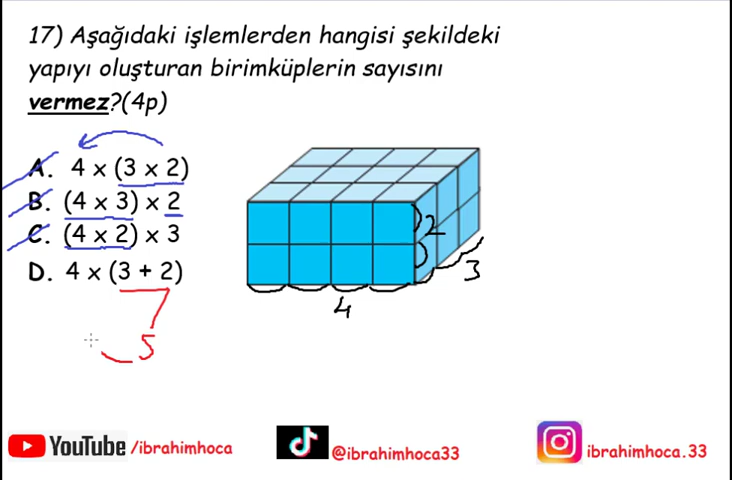 17) Aşağıdaki işlemlerden hangisi şekildeki
yapıyı oluşturan birimküplerin sayısını
vermez?(4p)
A. 4 x (3 x 2)
B. (4 x 3) x 2
C. (4 x 2) x 3
D. 4 x (3 + 2)
5
2
3
4
YouTube /ibrahimhoca
@ibrahimhoca33
ibrahimhoca.33